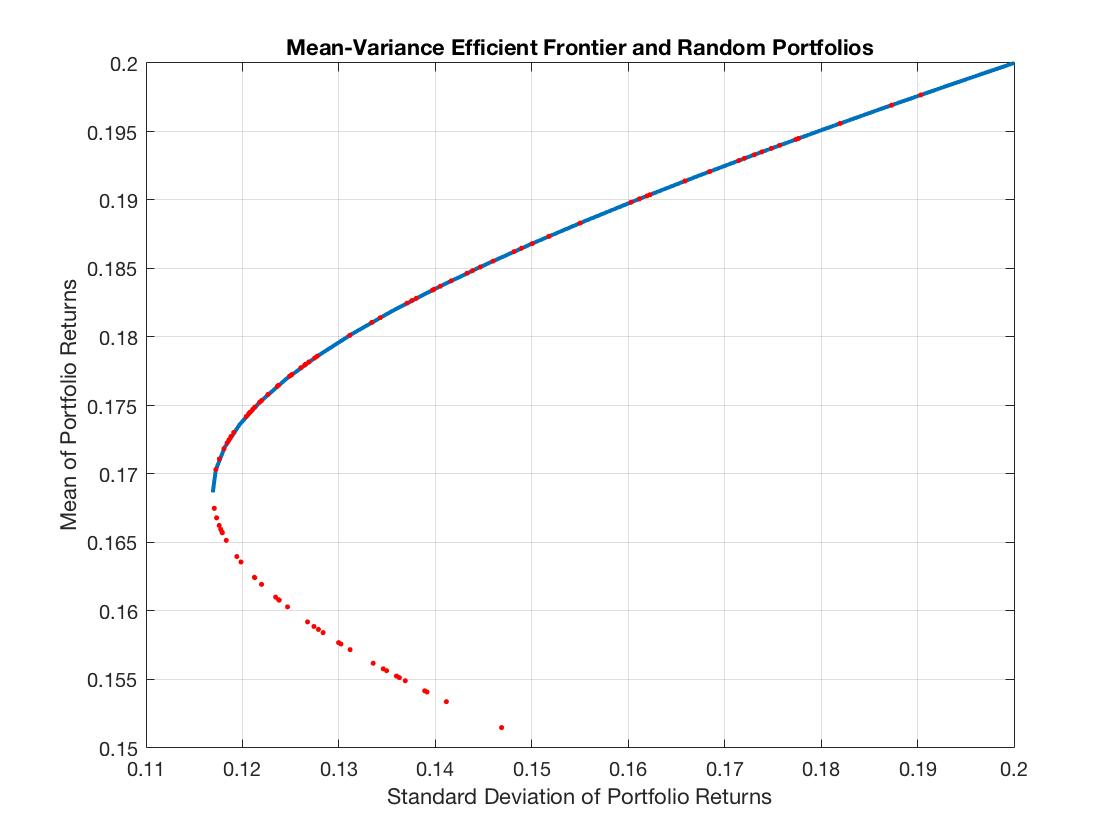 Mean-Variance Efficient Frontier and Random Portfolios
0.2
0.195
0.19
0.185
0.18
0.175
0.17
0.165
0.16
0.155
0.15
Mean of Portfolio Returns
0.11 0.12 0.13 0.14 0.15 0.16 0.17 0.18 0.19 0.2
Standard Deviation of Portfolio Returns